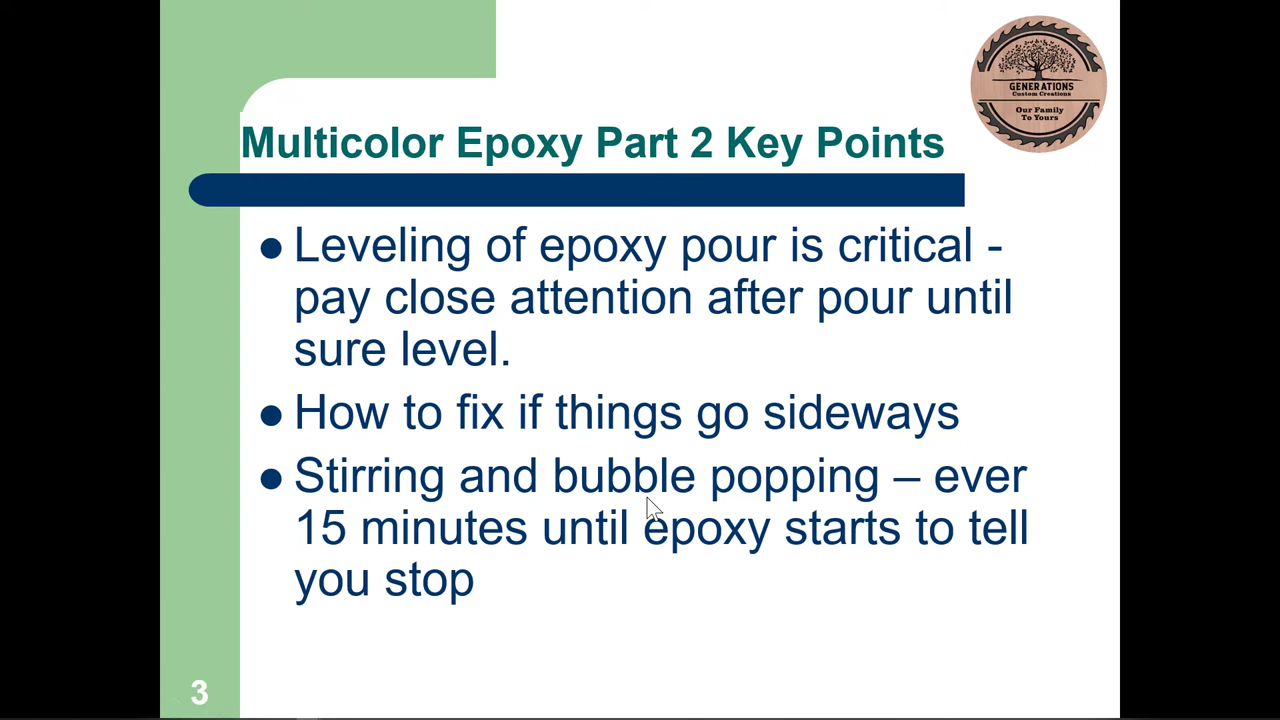 GENERATIONS
Custom Creations
Our Family
To Yours
Multicolor Epoxy Part 2 Key Points
● Leveling of epoxy pour is critical -
pay close attention after pour until
sure level.
● How to fix if things go sideways
● Stirring and bubble popping – ever
15 minutes until epoxy starts to tell
you stop
3